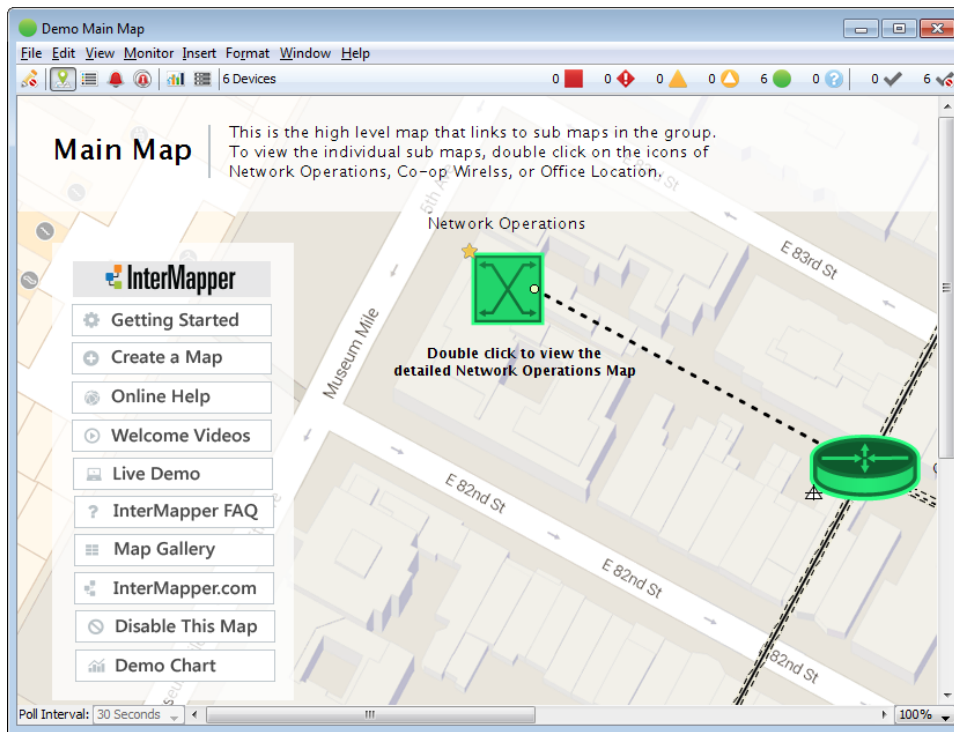 Demo Main Map
File Edit View Monitor Insert Format Window Help
6 Devices 0 0 0 0 6 0 ? 0 6
Main Map
This is the high level map that links to sub maps in the group.
To view the individual sub maps, double click on the icons of
Network Operations, Co-op Wirelss, or Office Location.
5th Ave
83rd St
E 83rd St
Network Operations
Museum Mile
Double click to view the
detailed Network Operations Map
InterMapper
Getting Started
Create a Map
Online Help
Welcome Videos
Live Demo
? InterMapper FAQ
Map Gallery
InterMapper.com
Disable This Map
Demo Chart
E 82nd St
E 82nd St
82nd St
Poll Interval: 30 Seconds
100%